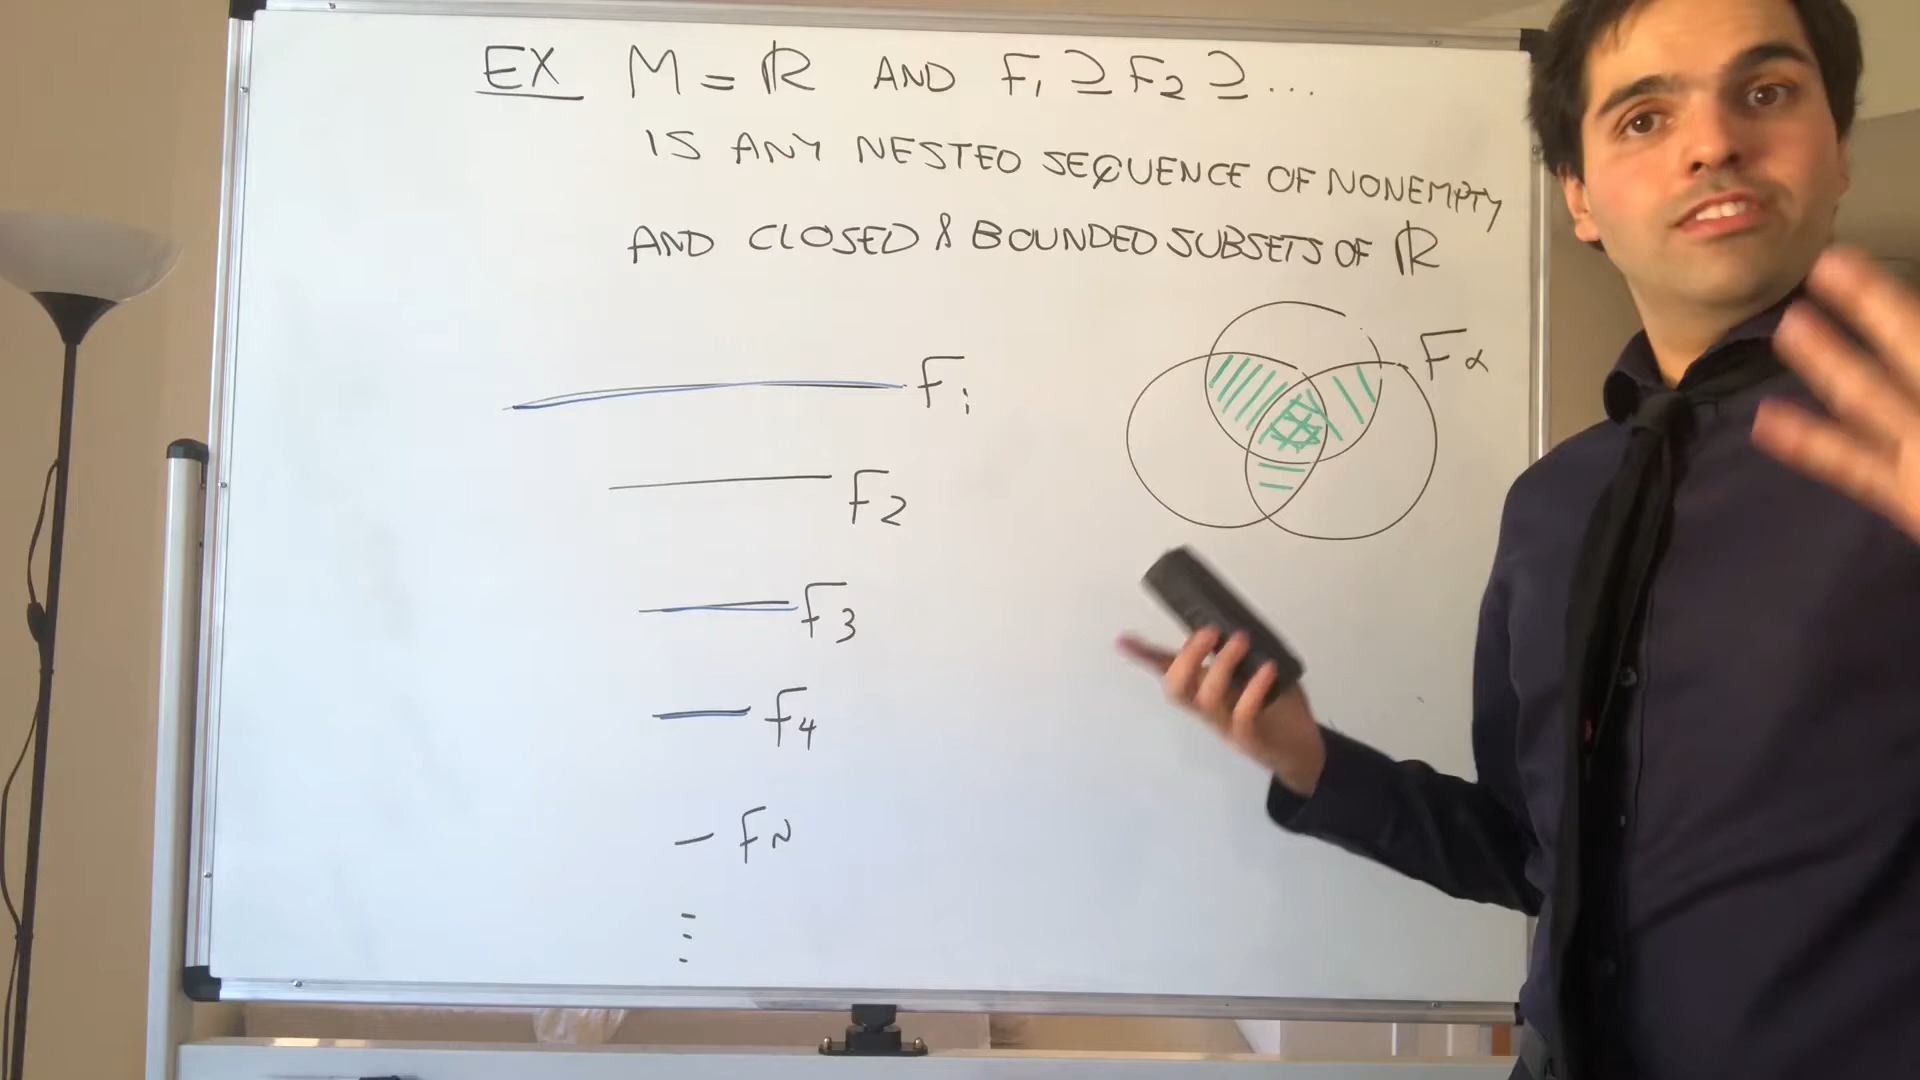 EX M = ℝ AND F₁ ⊇ F₂ ⊇ ...
IS ANY NESTED SEQUENCE OF NONEMPTY
AND CLOSED & BOUNDED SUBSETS OF ℝ
F₁
Fα
F₂
F₃
F₄
FN
⋮